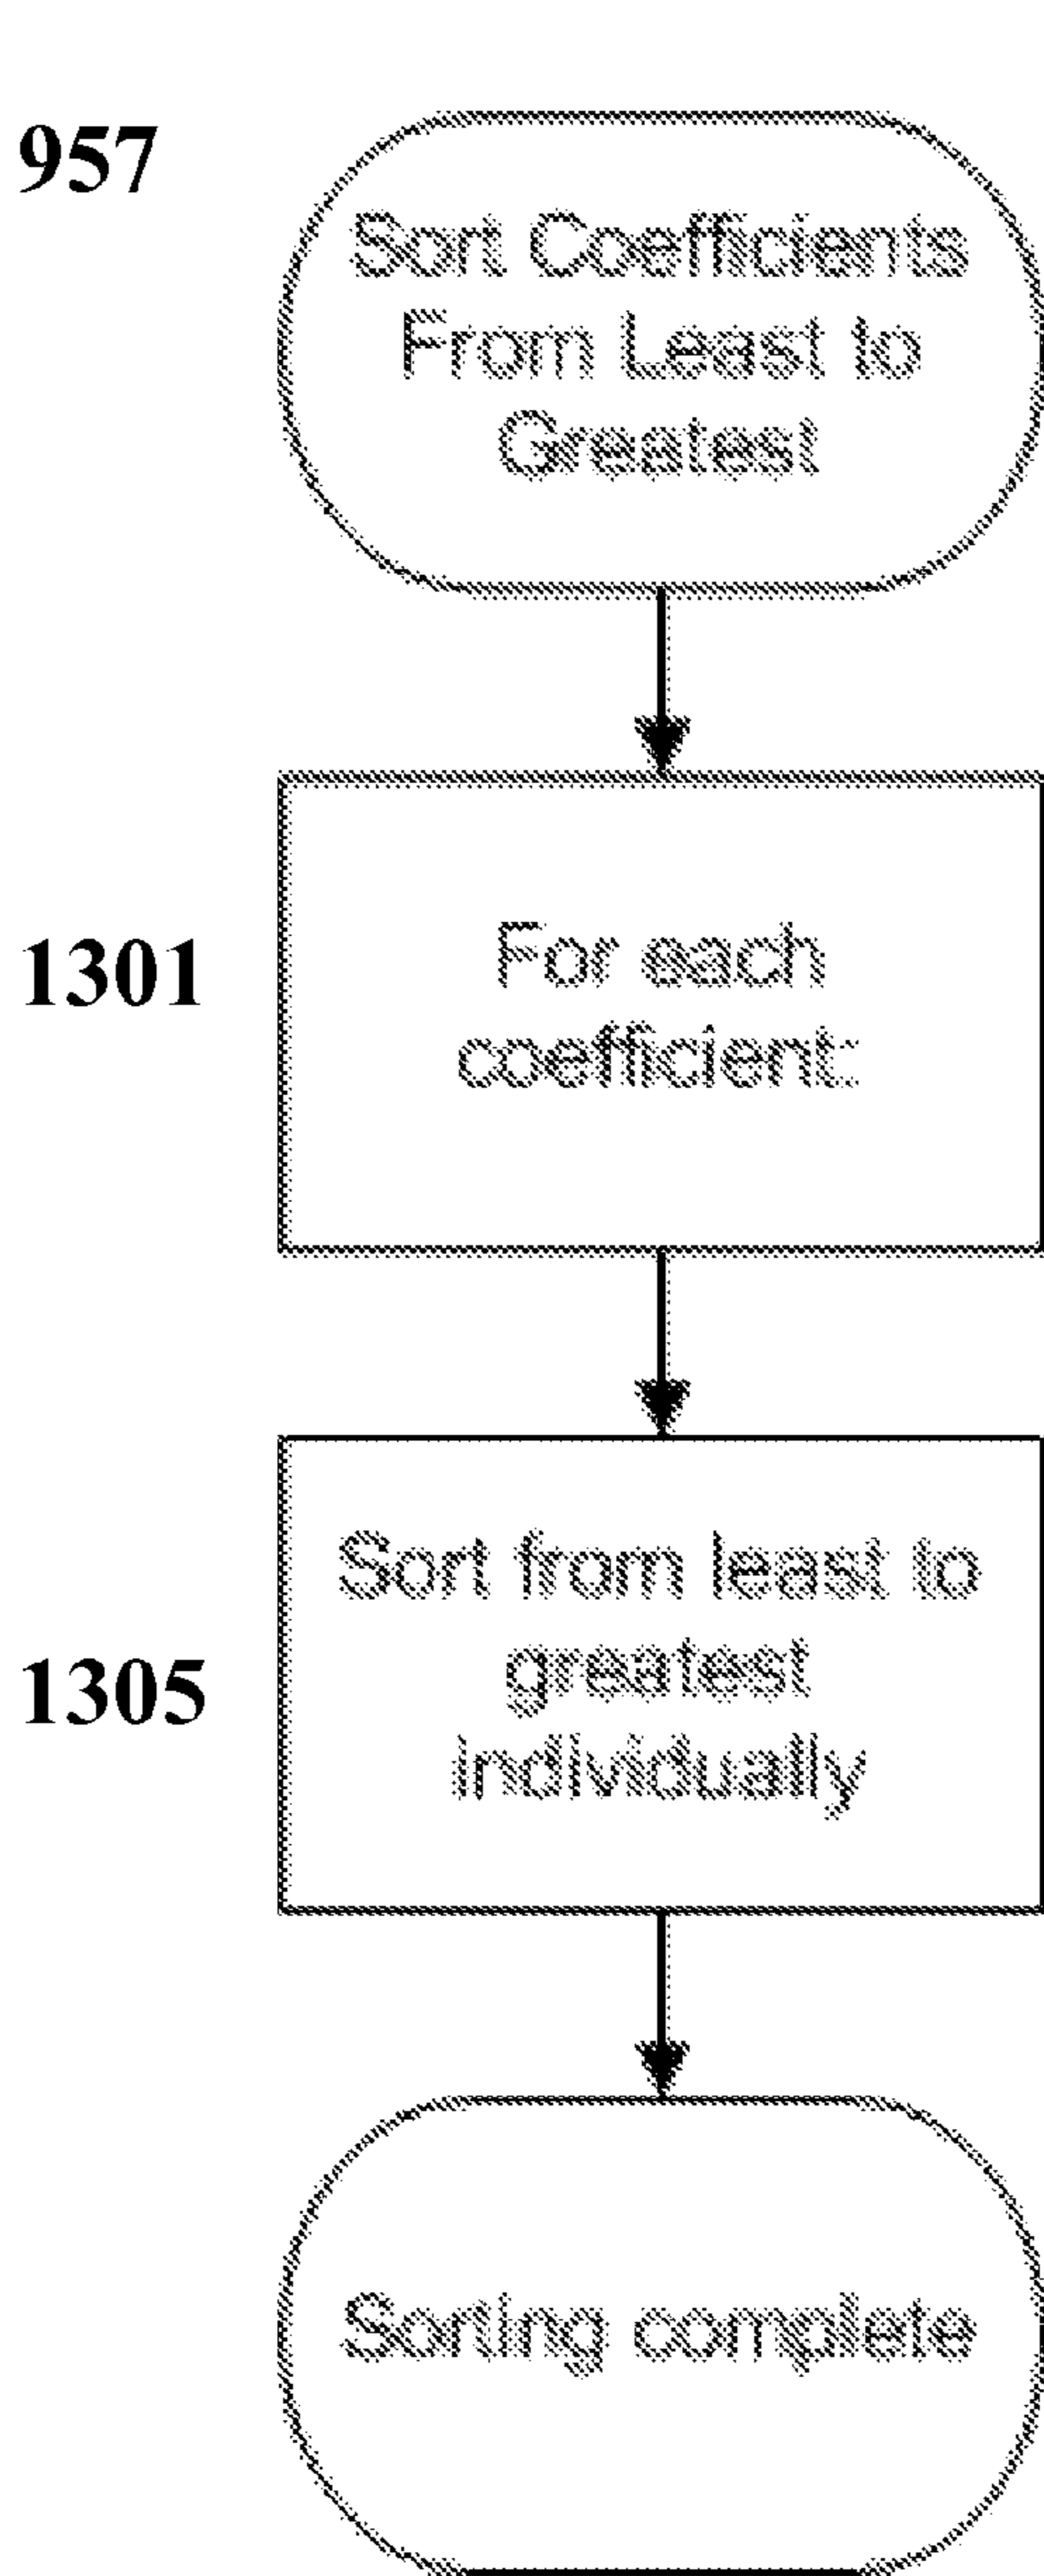 957
Sort Coefficients
From Least to
Greatest
1301
For each
coefficient:
1305
Sort from least to
greatest
individually
Sorting complete